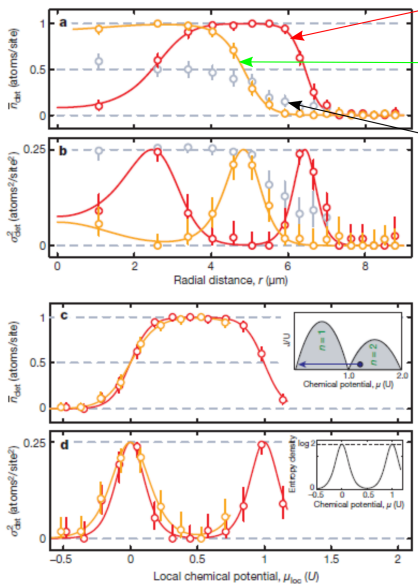 a
1
0.5
0
n̅det (atoms/site)
b
0.25
0
σ²det (atoms²/site²)
0 2 4 6 8
Radial distance, r (μm)
c
1
0.5
0
n̅det (atoms/site)
J/U
n = 1
n = 2
1.0 2.0
Chemical potential, μ (U)
d
0.25
0
σ²det (atoms²/site²)
log 2
0
Entropy density
−0.5 0 0.5 1
Chemical potential, μ (U)
−0.5 0 0.5 1 1.5 2
Local chemical potential, μloc (U)